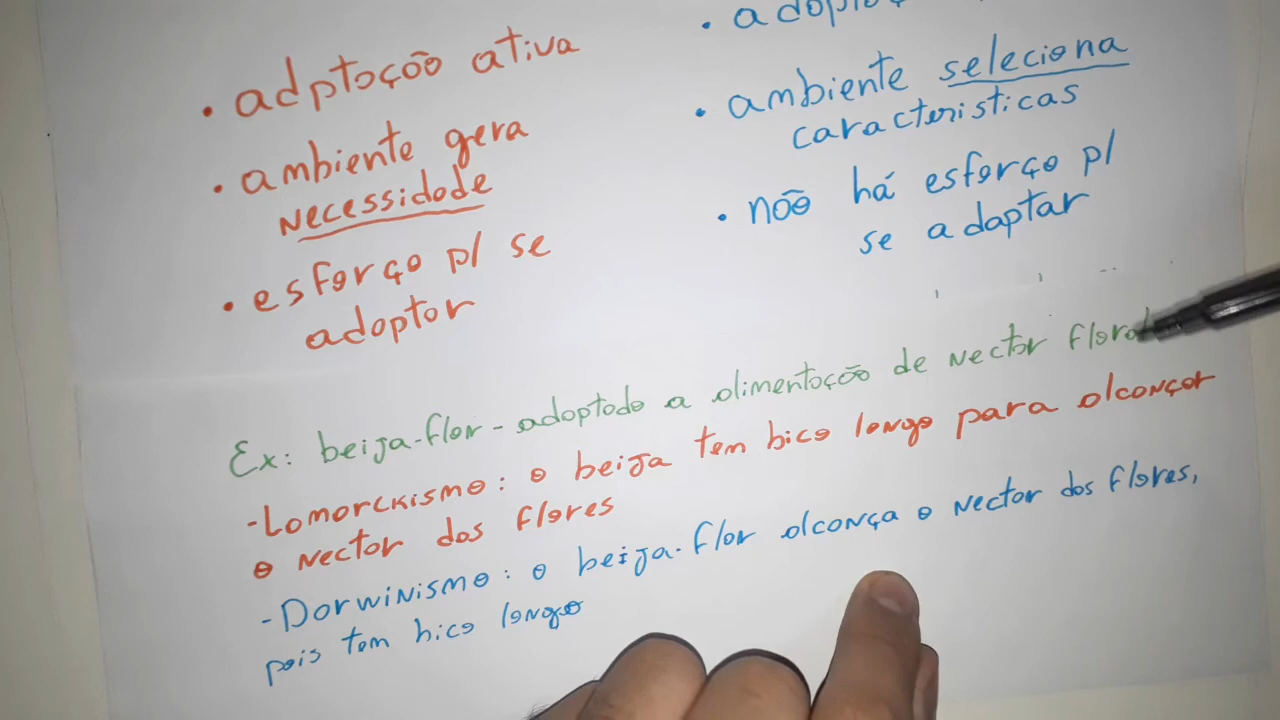 • adptação ativa
• ambiente gera
necessidade
• esforço p/ se
adaptar
• ambiente seleciona
características
• não há esforço p/
se adaptar
Ex: beija-flor - adaptado a alimentação de nectar floral
- Lamarckismo: o beija tem bico longo para alcançar
o nectar das flores
- Darwinismo: o beija-flor alcança o nectar das flores,
pois tem bico longo